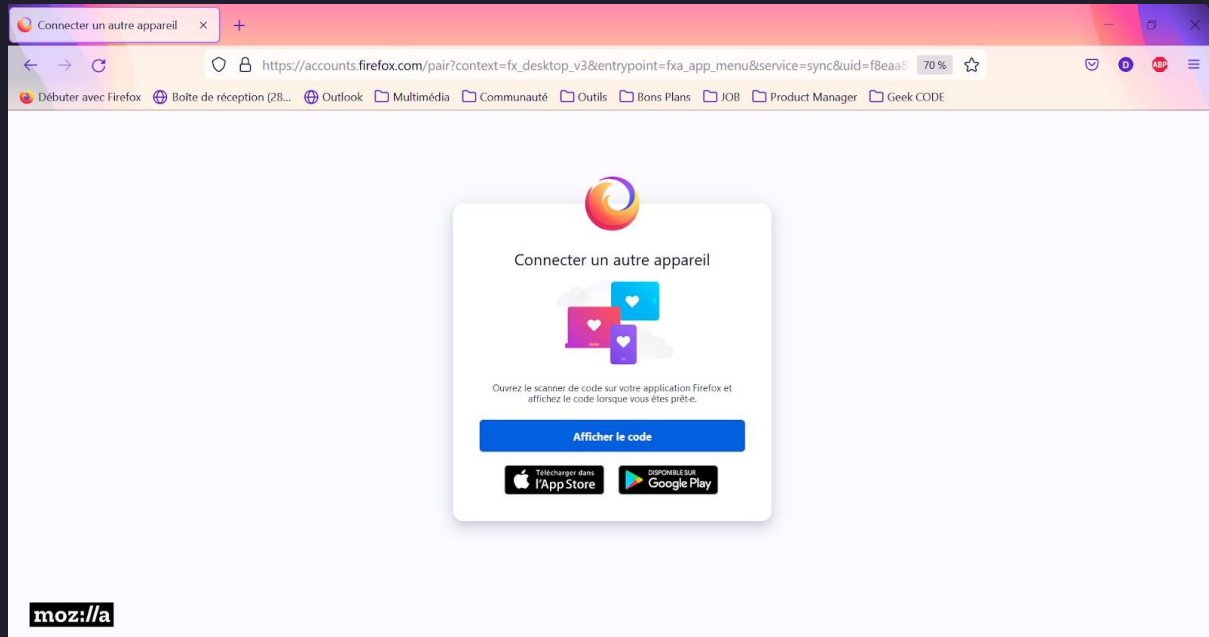 Connecter un autre appareil
https://accounts.firefox.com/pair?context=fx_desktop_v3&entrypoint=fxa_app_menu&service=sync&uid=f8eaa8
70 %
D
ABP
Débuter avec Firefox
Boîte de réception (28...
Outlook
Multimédia
Communauté
Outils
Bons Plans
JOB
Product Manager
Geek CODE
Connecter un autre appareil
Ouvrez le scanner de code sur votre application Firefox et
affichez le code lorsque vous êtes prêt·e.
Afficher le code
Télécharger dans
l'App Store
DISPONIBLE SUR
Google Play
moz://a